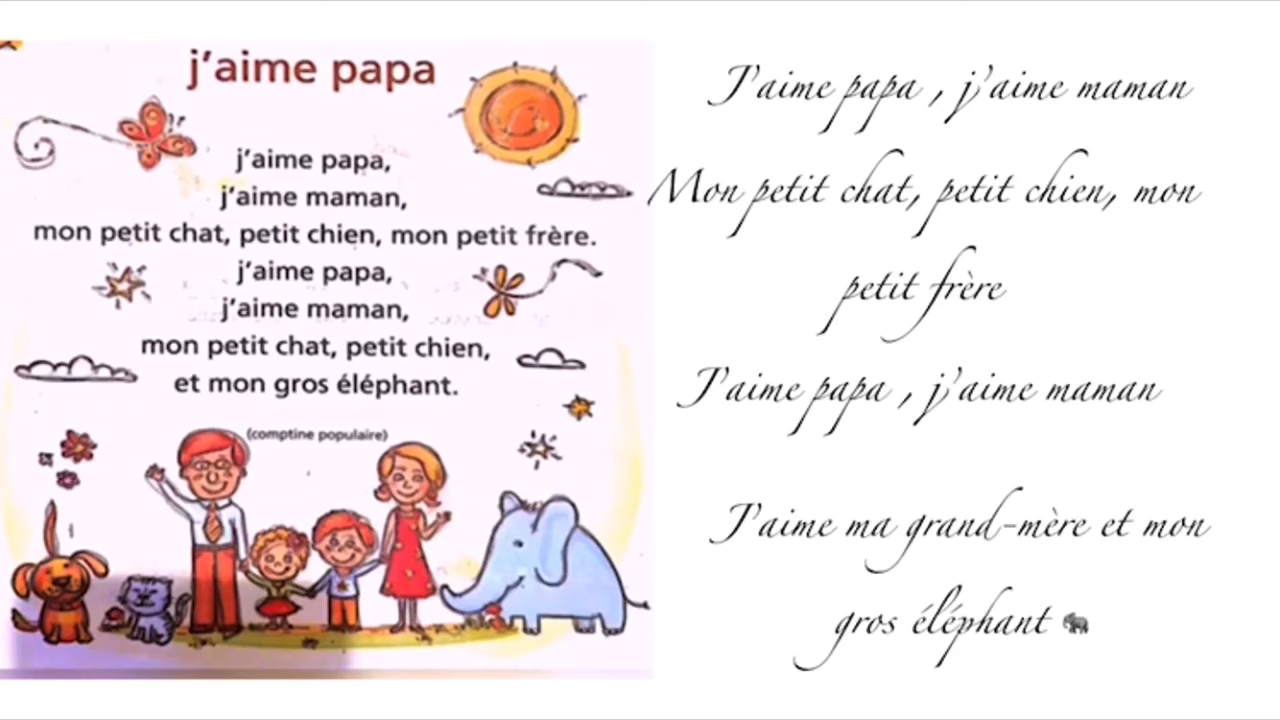 j'aime papa
j'aime papa,
j'aime maman,
mon petit chat, petit chien, mon petit frère.
j'aime papa,
j'aime maman,
mon petit chat, petit chien,
et mon gros éléphant.
(comptine populaire)
J'aime papa , j'aime maman
Mon petit chat, petit chien, mon
petit frère
J'aime papa , j'aime maman
J'aime ma grand-mère et mon
gros éléphant 🐘